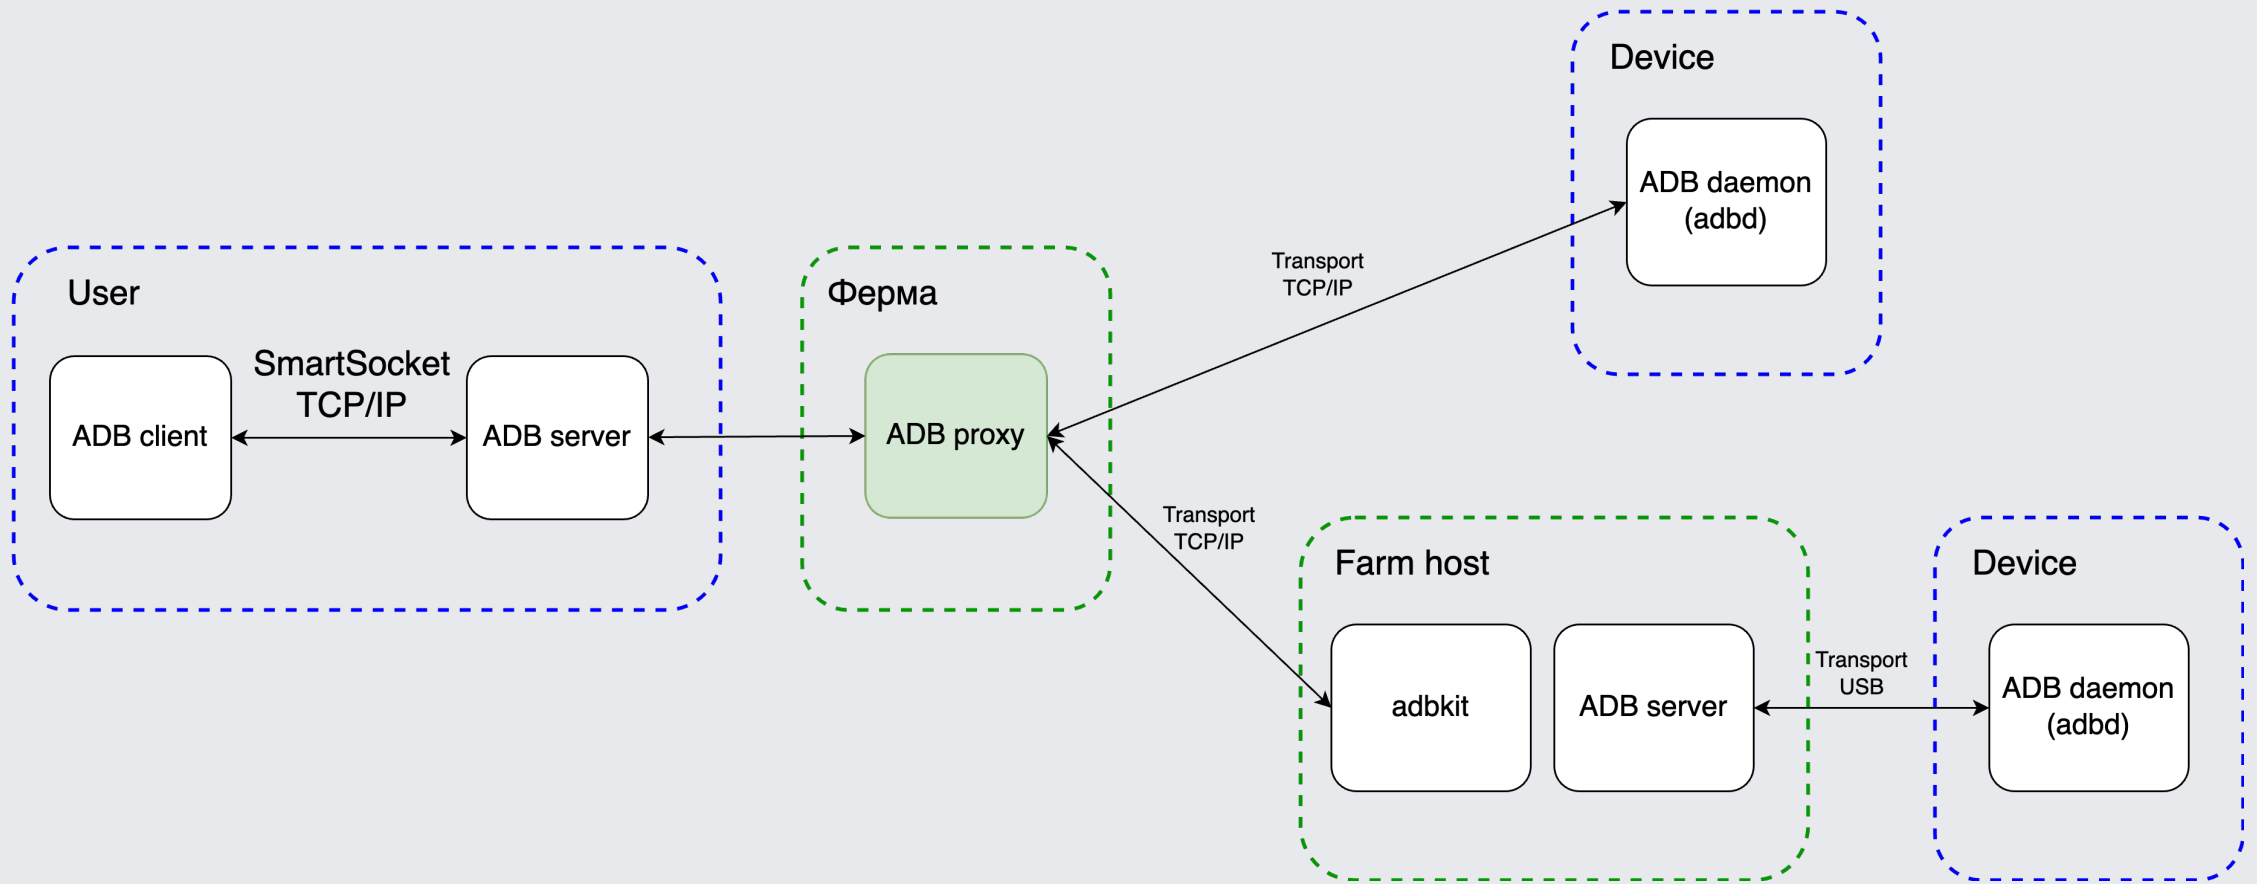 User
SmartSocket
TCP/IP
ADB client
ADB server
Ферма
ADB proxy
Transport
TCP/IP
Device
ADB daemon
(adbd)
Transport
TCP/IP
Farm host
adbkit
ADB server
Transport
USB
Device
ADB daemon
(adbd)